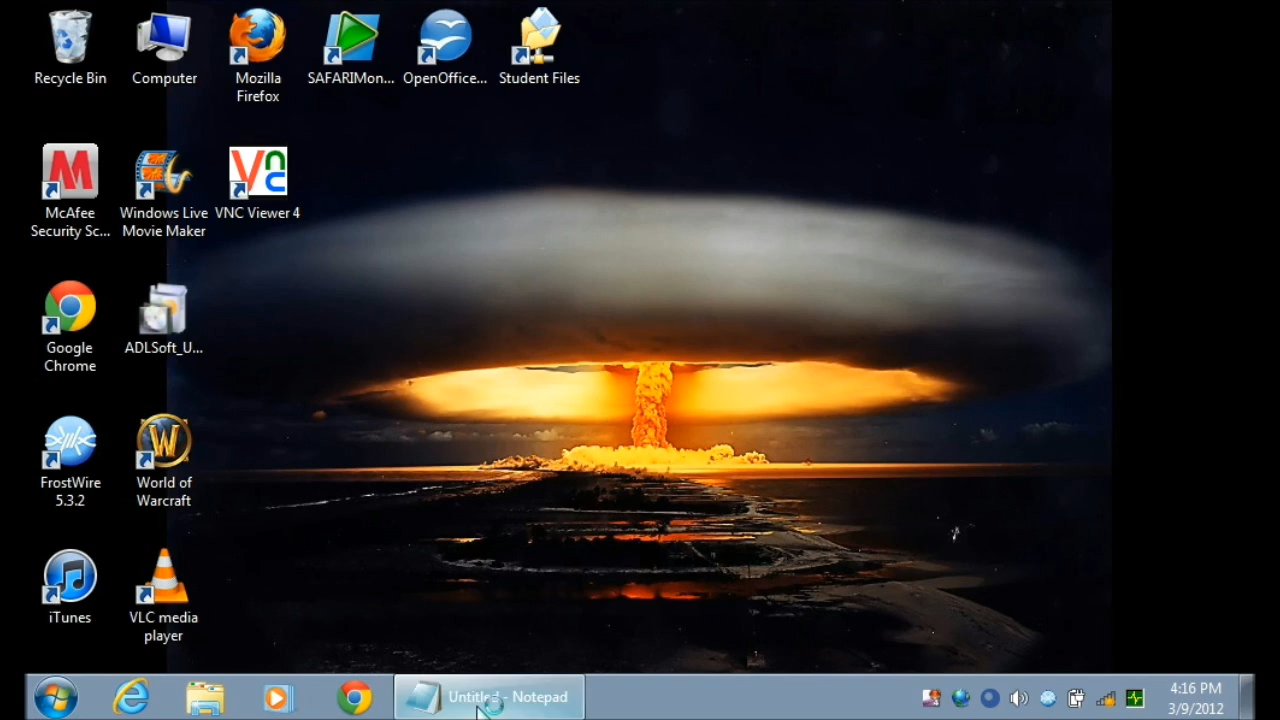 Recycle Bin
Computer
Mozilla
Firefox
SAFARIMon...
OpenOffice...
Student Files
McAfee
Security Sc...
Windows Live
Movie Maker
VNC Viewer 4
Google
Chrome
ADLSoft_U...
FrostWire
5.3.2
World of
Warcraft
iTunes
VLC media
player
Untitled - Notepad
4:16 PM
3/9/2012